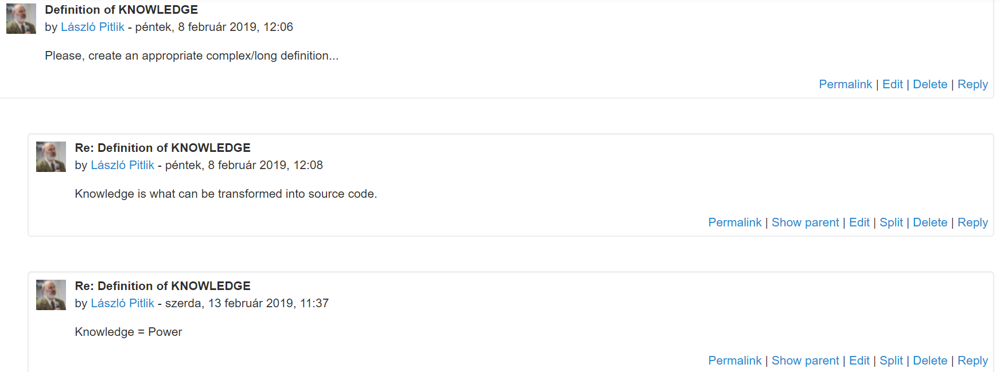 Definition of KNOWLEDGE
by László Pitlik - péntek, 8 február 2019, 12:06
Please, create an appropriate complex/long definition...
Permalink | Edit | Delete | Reply
Re: Definition of KNOWLEDGE
by László Pitlik - péntek, 8 február 2019, 12:08
Knowledge is what can be transformed into source code.
Permalink | Show parent | Edit | Split | Delete | Reply
Re: Definition of KNOWLEDGE
by László Pitlik - szerda, 13 február 2019, 11:37
Knowledge = Power
Permalink | Show parent | Edit | Split | Delete | Reply